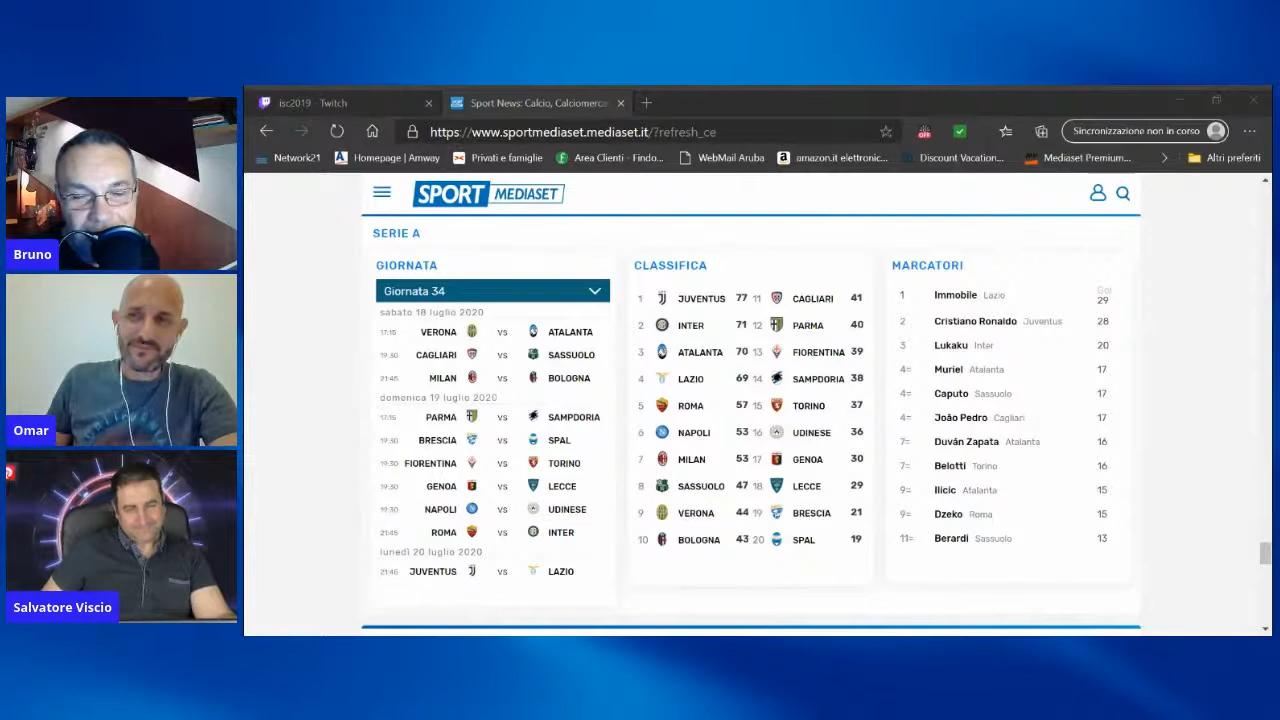 isc2019 - Twitch
Sport News: Calcio, Calciomerca
https://www.sportmediaset.mediaset.it/?refresh_ce
OFF
Sincronizzazione non in corso
Network21
Homepage | Amway
Privati e famiglie
Area Clienti - Findo...
WebMail Aruba
amazon.it elettronic...
Discount Vacation...
Mediaset Premium...
Altri preferiti
SPORT MEDIASET
SERIE A
GIORNATA
Giornata 34
sabato 18 luglio 2020
17:15 VERONA vs ATALANTA
19:30 CAGLIARI vs SASSUOLO
21:45 MILAN vs BOLOGNA
domenica 19 luglio 2020
17:15 PARMA vs SAMPDORIA
19:30 BRESCIA vs SPAL
19:30 FIORENTINA vs TORINO
19:30 GENOA vs LECCE
19:30 NAPOLI vs UDINESE
21:45 ROMA vs INTER
lunedì 20 luglio 2020
21:45 JUVENTUS vs LAZIO
CLASSIFICA
1 JUVENTUS 77 11 CAGLIARI 41
2 INTER 71 12 PARMA 40
3 ATALANTA 70 13 FIORENTINA 39
4 LAZIO 69 14 SAMPDORIA 38
5 ROMA 57 15 TORINO 37
6 NAPOLI 53 16 UDINESE 36
7 MILAN 53 17 GENOA 30
8 SASSUOLO 47 18 LECCE 29
9 VERONA 44 19 BRESCIA 21
10 BOLOGNA 43 20 SPAL 19
MARCATORI
Gol
1 Immobile Lazio 29
2 Cristiano Ronaldo Juventus 28
3 Lukaku Inter 20
4= Muriel Atalanta 17
4= Caputo Sassuolo 17
4= João Pedro Cagliari 17
7= Duván Zapata Atalanta 16
7= Belotti Torino 16
9= Ilicic Atalanta 15
9= Dzeko Roma 15
11= Berardi Sassuolo 13
Bruno
Omar
Salvatore Viscio